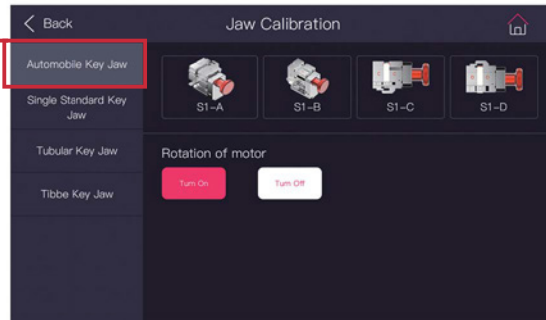 Back
Jaw Calibration
Automobile Key Jaw
Single Standard Key
Jaw
Tubular Key Jaw
Tibbe Key Jaw
S1-A
S1-B
S1-C
S1-D
Rotation of motor
Turn On
Turn Off